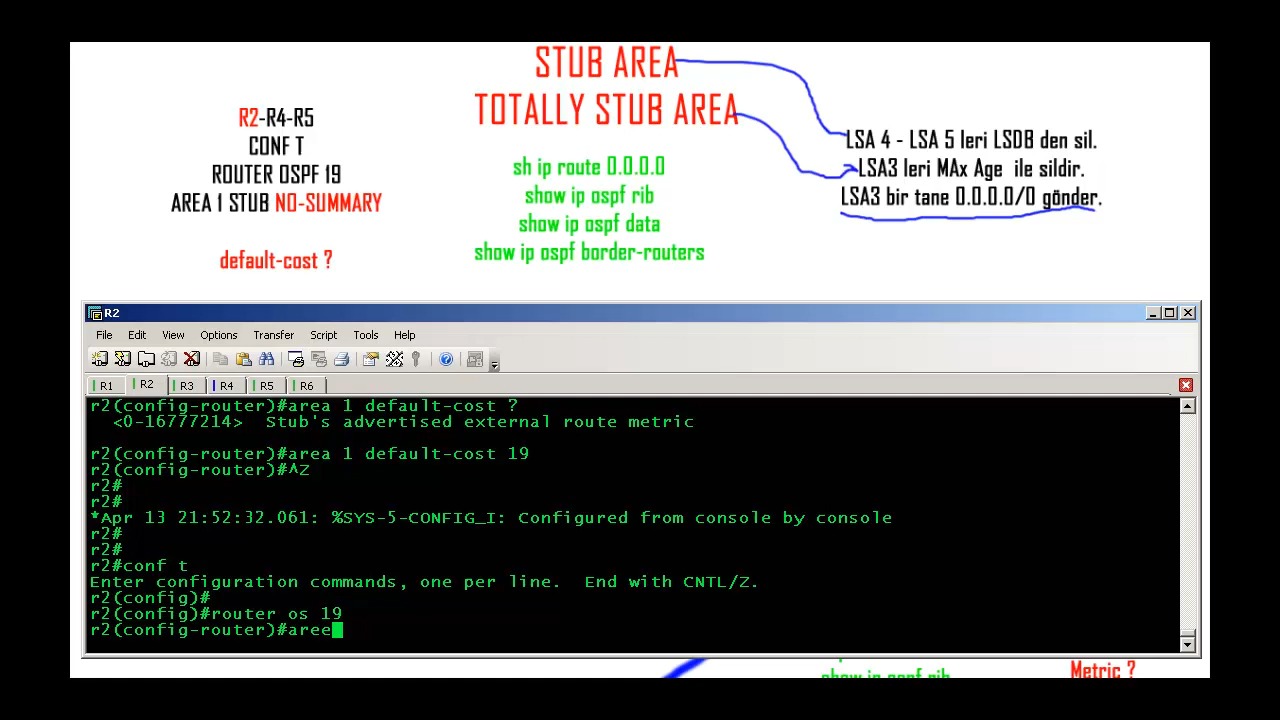 STUB AREA
TOTALLY STUB AREA
R2-R4-R5
CONF T
ROUTER OSPF 19
AREA 1 STUB NO-SUMMARY
default-cost ?
sh ip route 0.0.0.0
show ip ospf rib
show ip ospf data
show ip ospf border-routers
LSA 4 - LSA 5 leri LSDB den sil.
LSA3 leri MAx Age ile sildir.
LSA3 bir tane 0.0.0.0/0 gönder.
R2
File Edit View Options Transfer Script Tools Help
R1 R2 R3 R4 R5 R6
r2(config-router)#area 1 default-cost ?
<0-16777214> Stub's advertised external route metric
r2(config-router)#area 1 default-cost 19
r2(config-router)#^Z
r2#
r2#
*Apr 13 21:52:32.061: %SYS-5-CONFIG_I: Configured from console by console
r2#
r2#
r2#conf t
Enter configuration commands, one per line. End with CNTL/Z.
r2(config)#
r2(config)#router os 19
r2(config-router)#aree
show ip ospf rib
Metric ?